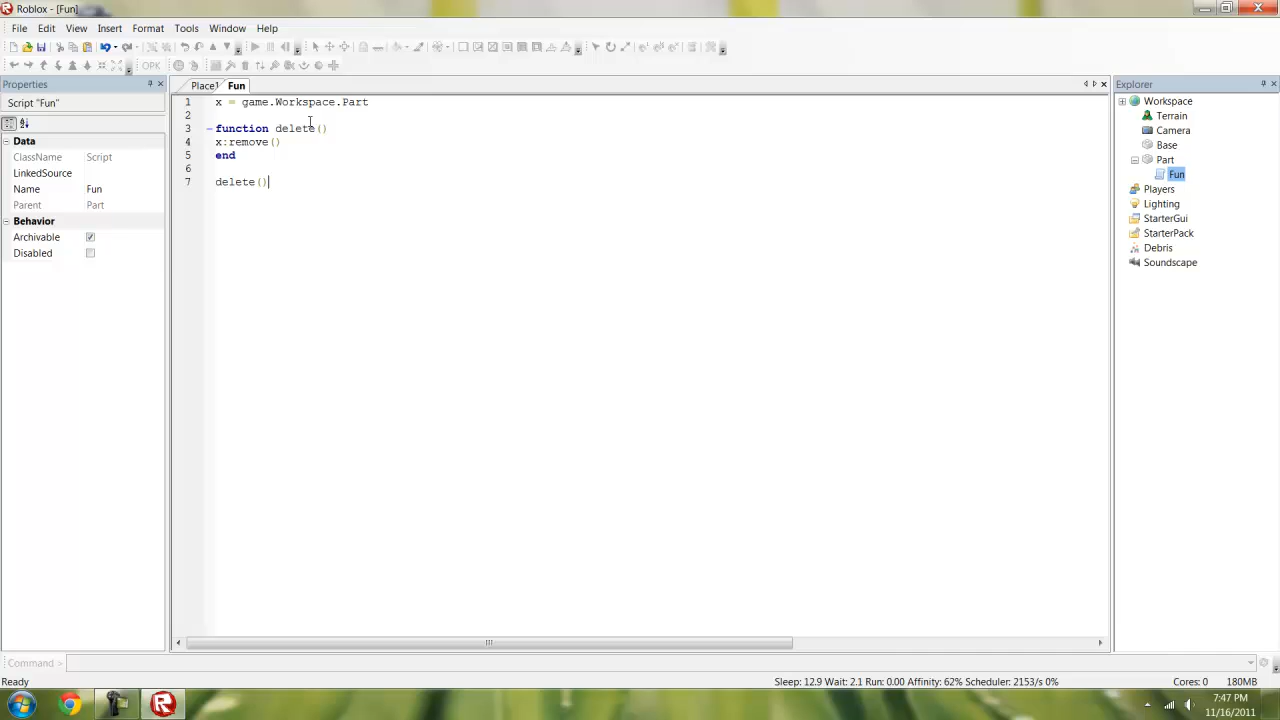 Roblox - [Fun]
File Edit View Insert Format Tools Windows Help
OPK
Properties
Script "Fun"
Data
ClassName Script
LinkedSource
Name Fun
Parent Part
Behavior
Archivable
Disabled
Place1 Fun
1 x = game.Workspace.Part
2
3 function delete()
4 x:remove()
5 end
6
7 delete()
Explorer
Workspace
Terrain
Camera
Base
Part
Fun
Players
Lighting
StarterGui
StarterPack
Debris
Soundscape
Command >
Ready
Sleep: 12.9 Wait: 2.1 Run: 0.00 Affinity: 62% Scheduler: 2153/s 0%
Cores: 0
180MB
7:47 PM
11/16/2011